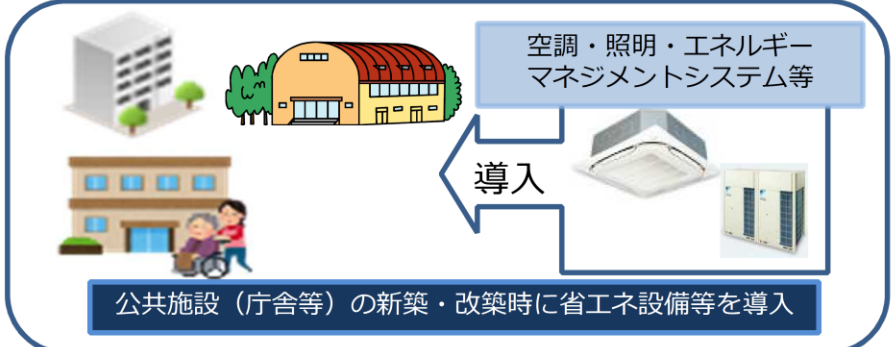 空調・照明・エネルギー
マネジメントシステム等
導入
公共施設（庁舎等）の新築・改築時に省エネ設備等を導入